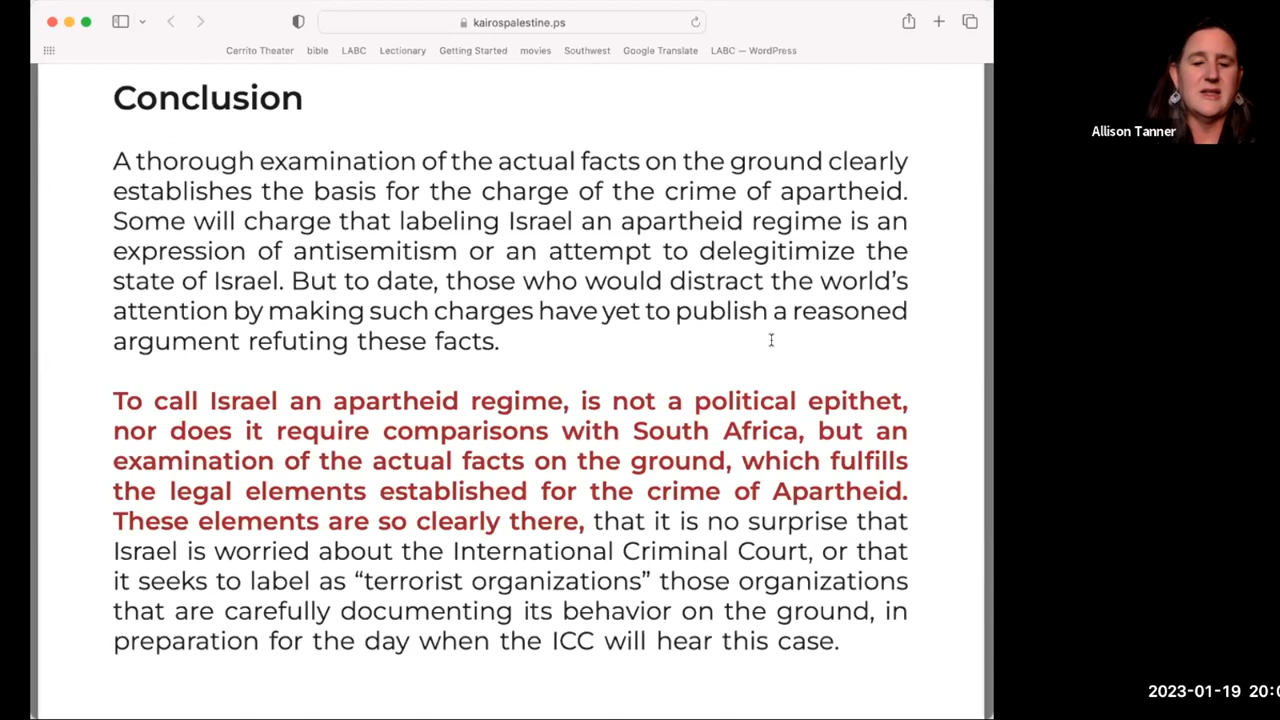 kairospalestine.ps
Cerrito Theater bible LABC Lectionary Getting Started movies Southwest Google Translate LABC — WordPress
Conclusion
A thorough examination of the actual facts on the ground clearly
establishes the basis for the charge of the crime of apartheid.
Some will charge that labeling Israel an apartheid regime is an
expression of antisemitism or an attempt to delegitimize the
state of Israel. But to date, those who would distract the world's
attention by making such charges have yet to publish a reasoned
argument refuting these facts.
To call Israel an apartheid regime, is not a political epithet,
nor does it require comparisons with South Africa, but an
examination of the actual facts on the ground, which fulfills
the legal elements established for the crime of Apartheid.
These elements are so clearly there, that it is no surprise that
Israel is worried about the International Criminal Court, or that
it seeks to label as “terrorist organizations” those organizations
that are carefully documenting its behavior on the ground, in
preparation for the day when the ICC will hear this case.
Allison Tanner
2023-01-19 20:0